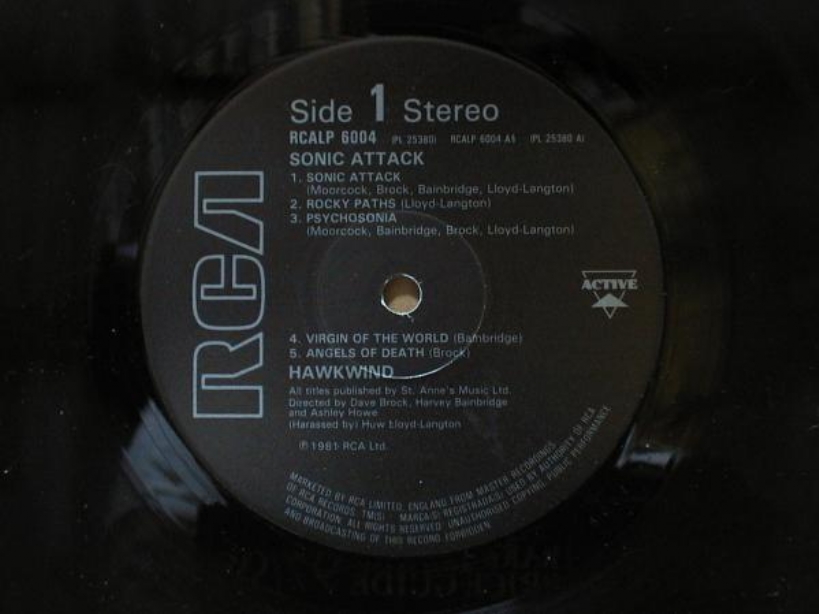 RCA
Side 1 Stereo
RCALP 6004 (PL 25380) RCALP 6004 AS (PL 25380 A)
SONIC ATTACK
1. SONIC ATTACK
(Moorcock, Brock, Bainbridge, Lloyd-Langton)
2. ROCKY PATHS (Lloyd-Langton)
3. PSYCHOSONIA
(Moorcock, Bainbridge, Brock, Lloyd-Langton)
ACTIVE
4. VIRGIN OF THE WORLD (Bainbridge)
5. ANGELS OF DEATH (Brock)
HAWKWIND
All titles published by St. Anne's Music Ltd.
Directed by Dave Brock, Harvey Bainbridge
and Ashley Howe
(Harassed by) Huw Lloyd-Langton
℗ 1981 RCA Ltd.
MARKETED BY RCA LIMITED, ENGLAND FROM MASTER RECORDINGS
OF RCA RECORDS. TM(S) MARCA(S) REGISTRADA(S) USED BY AUTHORITY OF RCA
CORPORATION. ALL RIGHTS RESERVED. UNAUTHORISED COPYING PUBLIC PERFORMANCE
AND BROADCASTING OF THIS RECORD FORBIDDEN